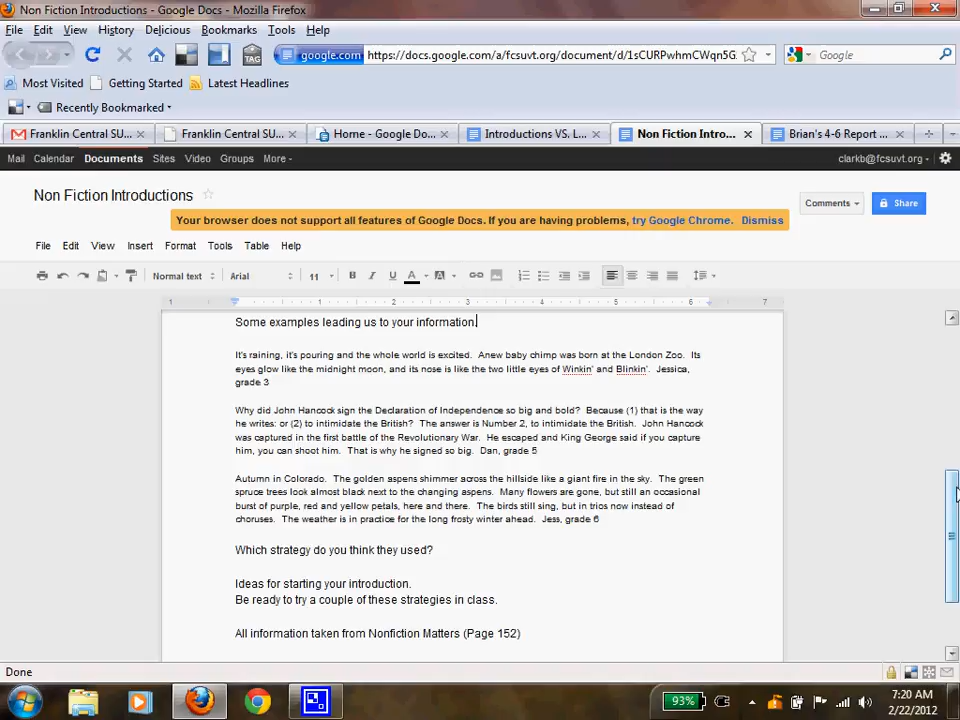 Non Fiction Introductions - Google Docs - Mozilla Firefox
File Edit View History Delicious Bookmarks Tools Help
TAG google.com https://docs.google.com/a/fcsuvt.org/document/d/1sCURPwhmCWqn5G. Google
Most Visited Getting Started Latest Headlines
Recently Bookmarked
Franklin Central SU... Franklin Central SU... Home - Google Do... Introductions VS. L... Non Fiction Intro... Brian's 4-6 Report ...
Mail Calendar Documents Sites Video Groups More clarkb@fcsuvt.org
Non Fiction Introductions
Your browser does not support all features of Google Docs. If you are having problems, try Google Chrome. Dismiss
Comments Share
File Edit View Insert Format Tools Table Help
Normal text Arial 11 B I U A A
1 1 2 3 4 5 6 7
Some examples leading us to your information.
It's raining, it's pouring and the whole world is excited. Anew baby chimp was born at the London Zoo. Its
eyes glow like the midnight moon, and its nose is like the two little eyes of Winkin' and Blinkin'. Jessica,
grade 3
Why did John Hancock sign the Declaration of Independence so big and bold? Because (1) that is the way
he writes: or (2) to intimidate the British? The answer is Number 2, to intimidate the British. John Hancock
was captured in the first battle of the Revolutionary War. He escaped and King George said if you capture
him, you can shoot him. That is why he signed so big. Dan, grade 5
Autumn in Colorado. The golden aspens shimmer across the hillside like a giant fire in the sky. The green
spruce trees look almost black next to the changing aspens. Many flowers are gone, but still an occasional
burst of purple, red and yellow petals, here and there. The birds still sing, but in trios now instead of
choruses. The weather is in practice for the long frosty winter ahead. Jess, grade 6
Which strategy do you think they used?
Ideas for starting your introduction.
Be ready to try a couple of these strategies in class.
All information taken from Nonfiction Matters (Page 152)
Done
93% 7:20 AM
2/22/2012